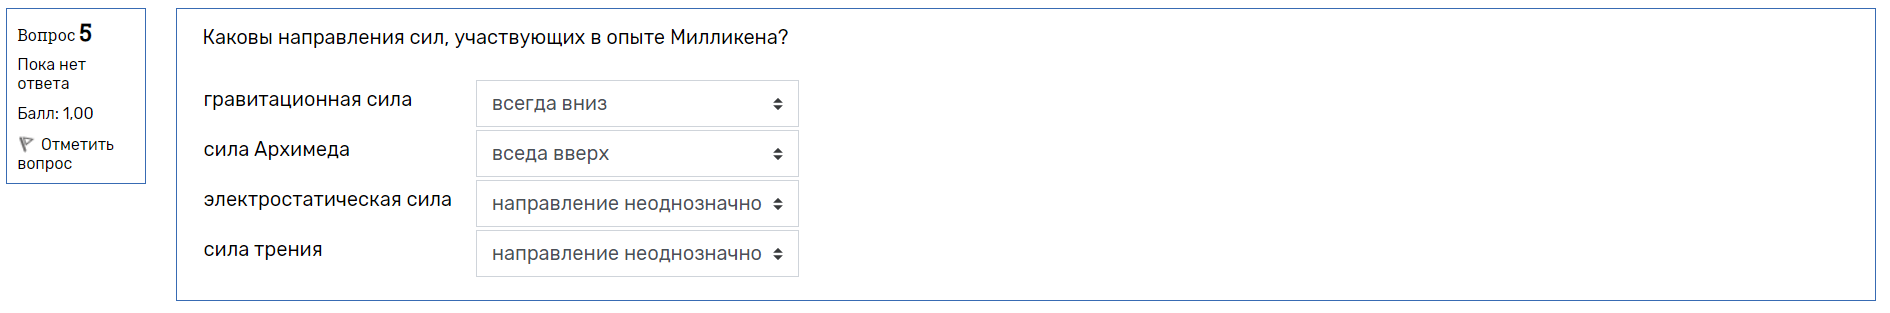 Вопрос 5
Пока нет
ответа
Балл: 1,00
Отметить
вопрос
Каковы направления сил, участвующих в опыте Милликена?
гравитационная сила
всегда вниз
сила Архимеда
вседа вверх
электростатическая сила
направление неоднозначно
сила трения
направление неоднозначно